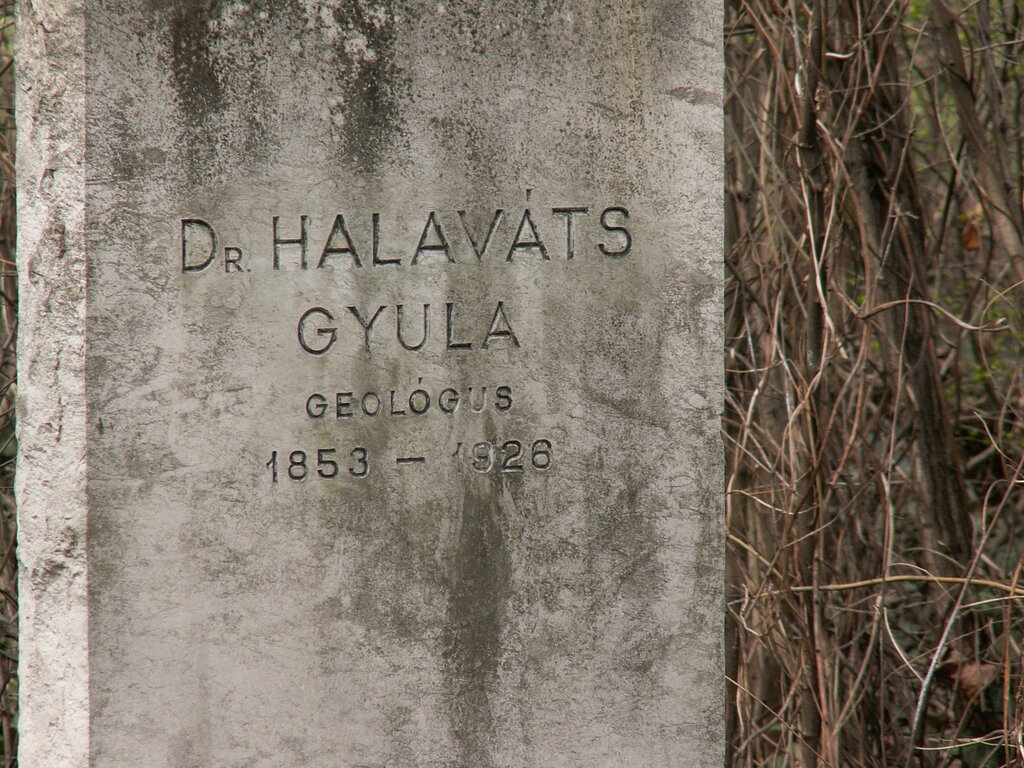 Dr. HALAVÁTS
GYULA
GEOLÓGUS
1853 – 1926